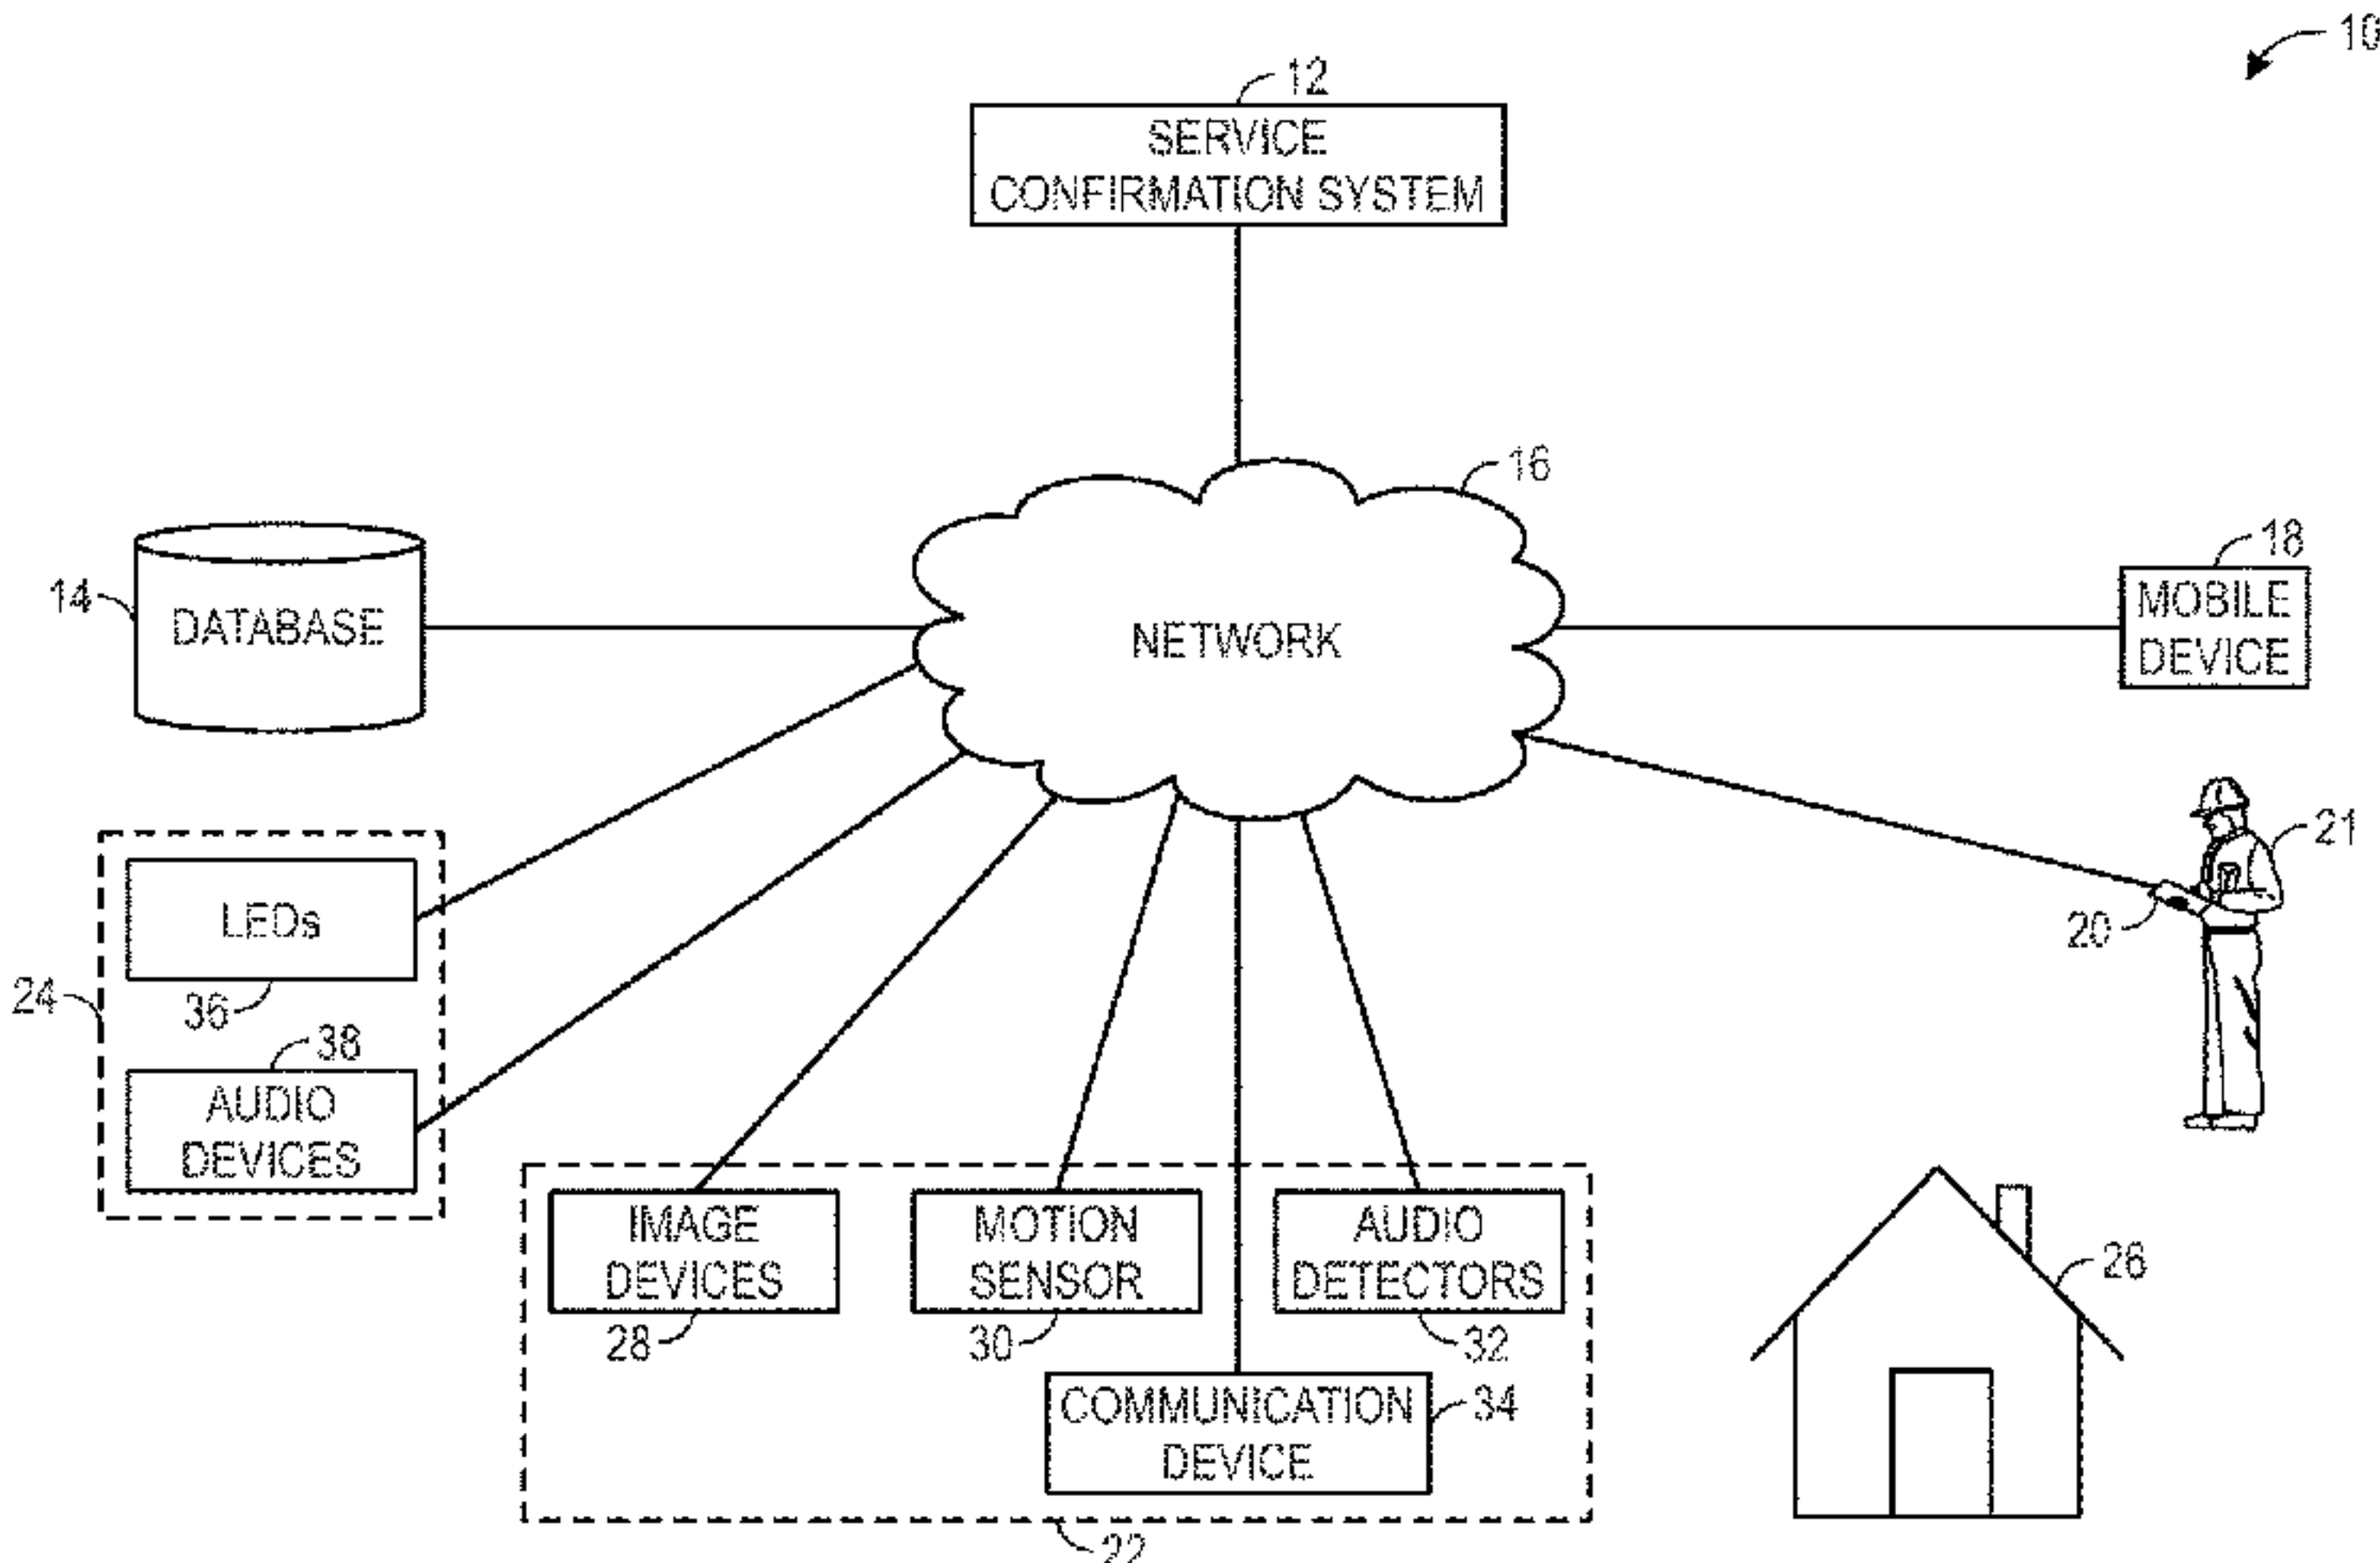 10
12
SERVICE
CONFIRMATION SYSTEM
16
NETWORK
14
DATABASE
18
MOBILE
DEVICE
21
20
24
LEDs
36
38
AUDIO
DEVICES
IMAGE
DEVICES
28
MOTION
SENSOR
30
AUDIO
DETECTORS
32
COMMUNICATION
DEVICE
34
22
26